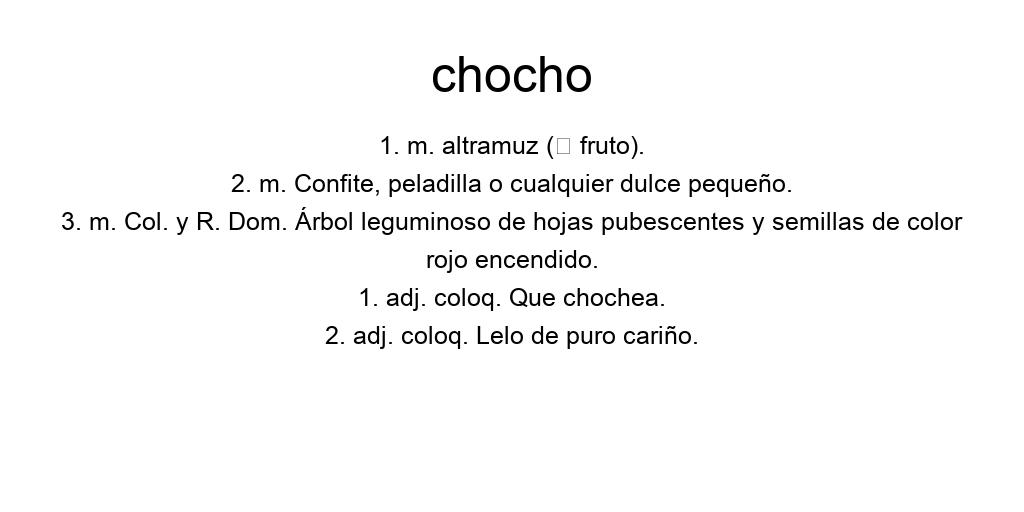 chocho
1. m. altramuz (▯ fruto).
2. m. Confite, peladilla o cualquier dulce pequeño.
3. m. Col. y R. Dom. Árbol leguminoso de hojas pubescentes y semillas de color
rojo encendido.
1. adj. coloq. Que chochea.
2. adj. coloq. Lelo de puro cariño.